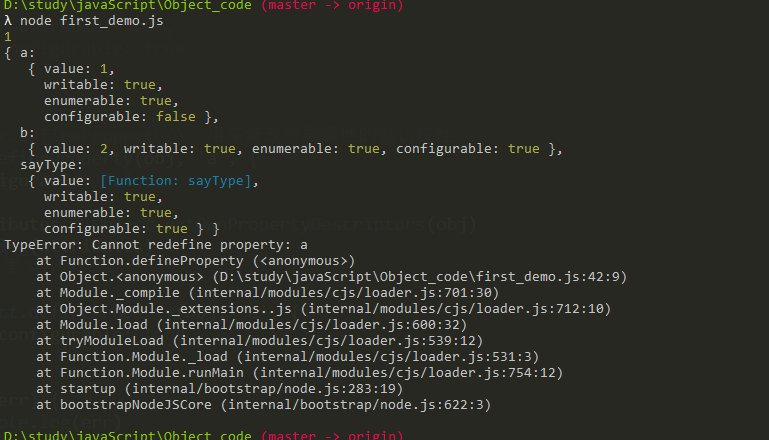 D:\study\javaScript\Object_code (master -> origin)
λ node first_demo.js
1
{ a:
   { value: 1,
     writable: true,
     enumerable: true,
     configurable: false },
  b:
   { value: 2, writable: true, enumerable: true, configurable: true },
  sayType:
   { value: [Function: sayType],
     writable: true,
     enumerable: true,
     configurable: true } }
TypeError: Cannot redefine property: a
    at Function.defineProperty (<anonymous>)
    at Object.<anonymous> (D:\study\javaScript\Object_code\first_demo.js:42:9)
    at Module._compile (internal/modules/cjs/loader.js:701:30)
    at Object.Module._extensions..js (internal/modules/cjs/loader.js:712:10)
    at Module.load (internal/modules/cjs/loader.js:600:32)
    at tryModuleLoad (internal/modules/cjs/loader.js:539:12)
    at Function.Module._load (internal/modules/cjs/loader.js:531:3)
    at Function.Module.runMain (internal/modules/cjs/loader.js:754:12)
    at startup (internal/bootstrap/node.js:283:19)
    at bootstrapNodeJSCore (internal/bootstrap/node.js:622:3)
D:\study\javaScript\Object_code (master -> origin)